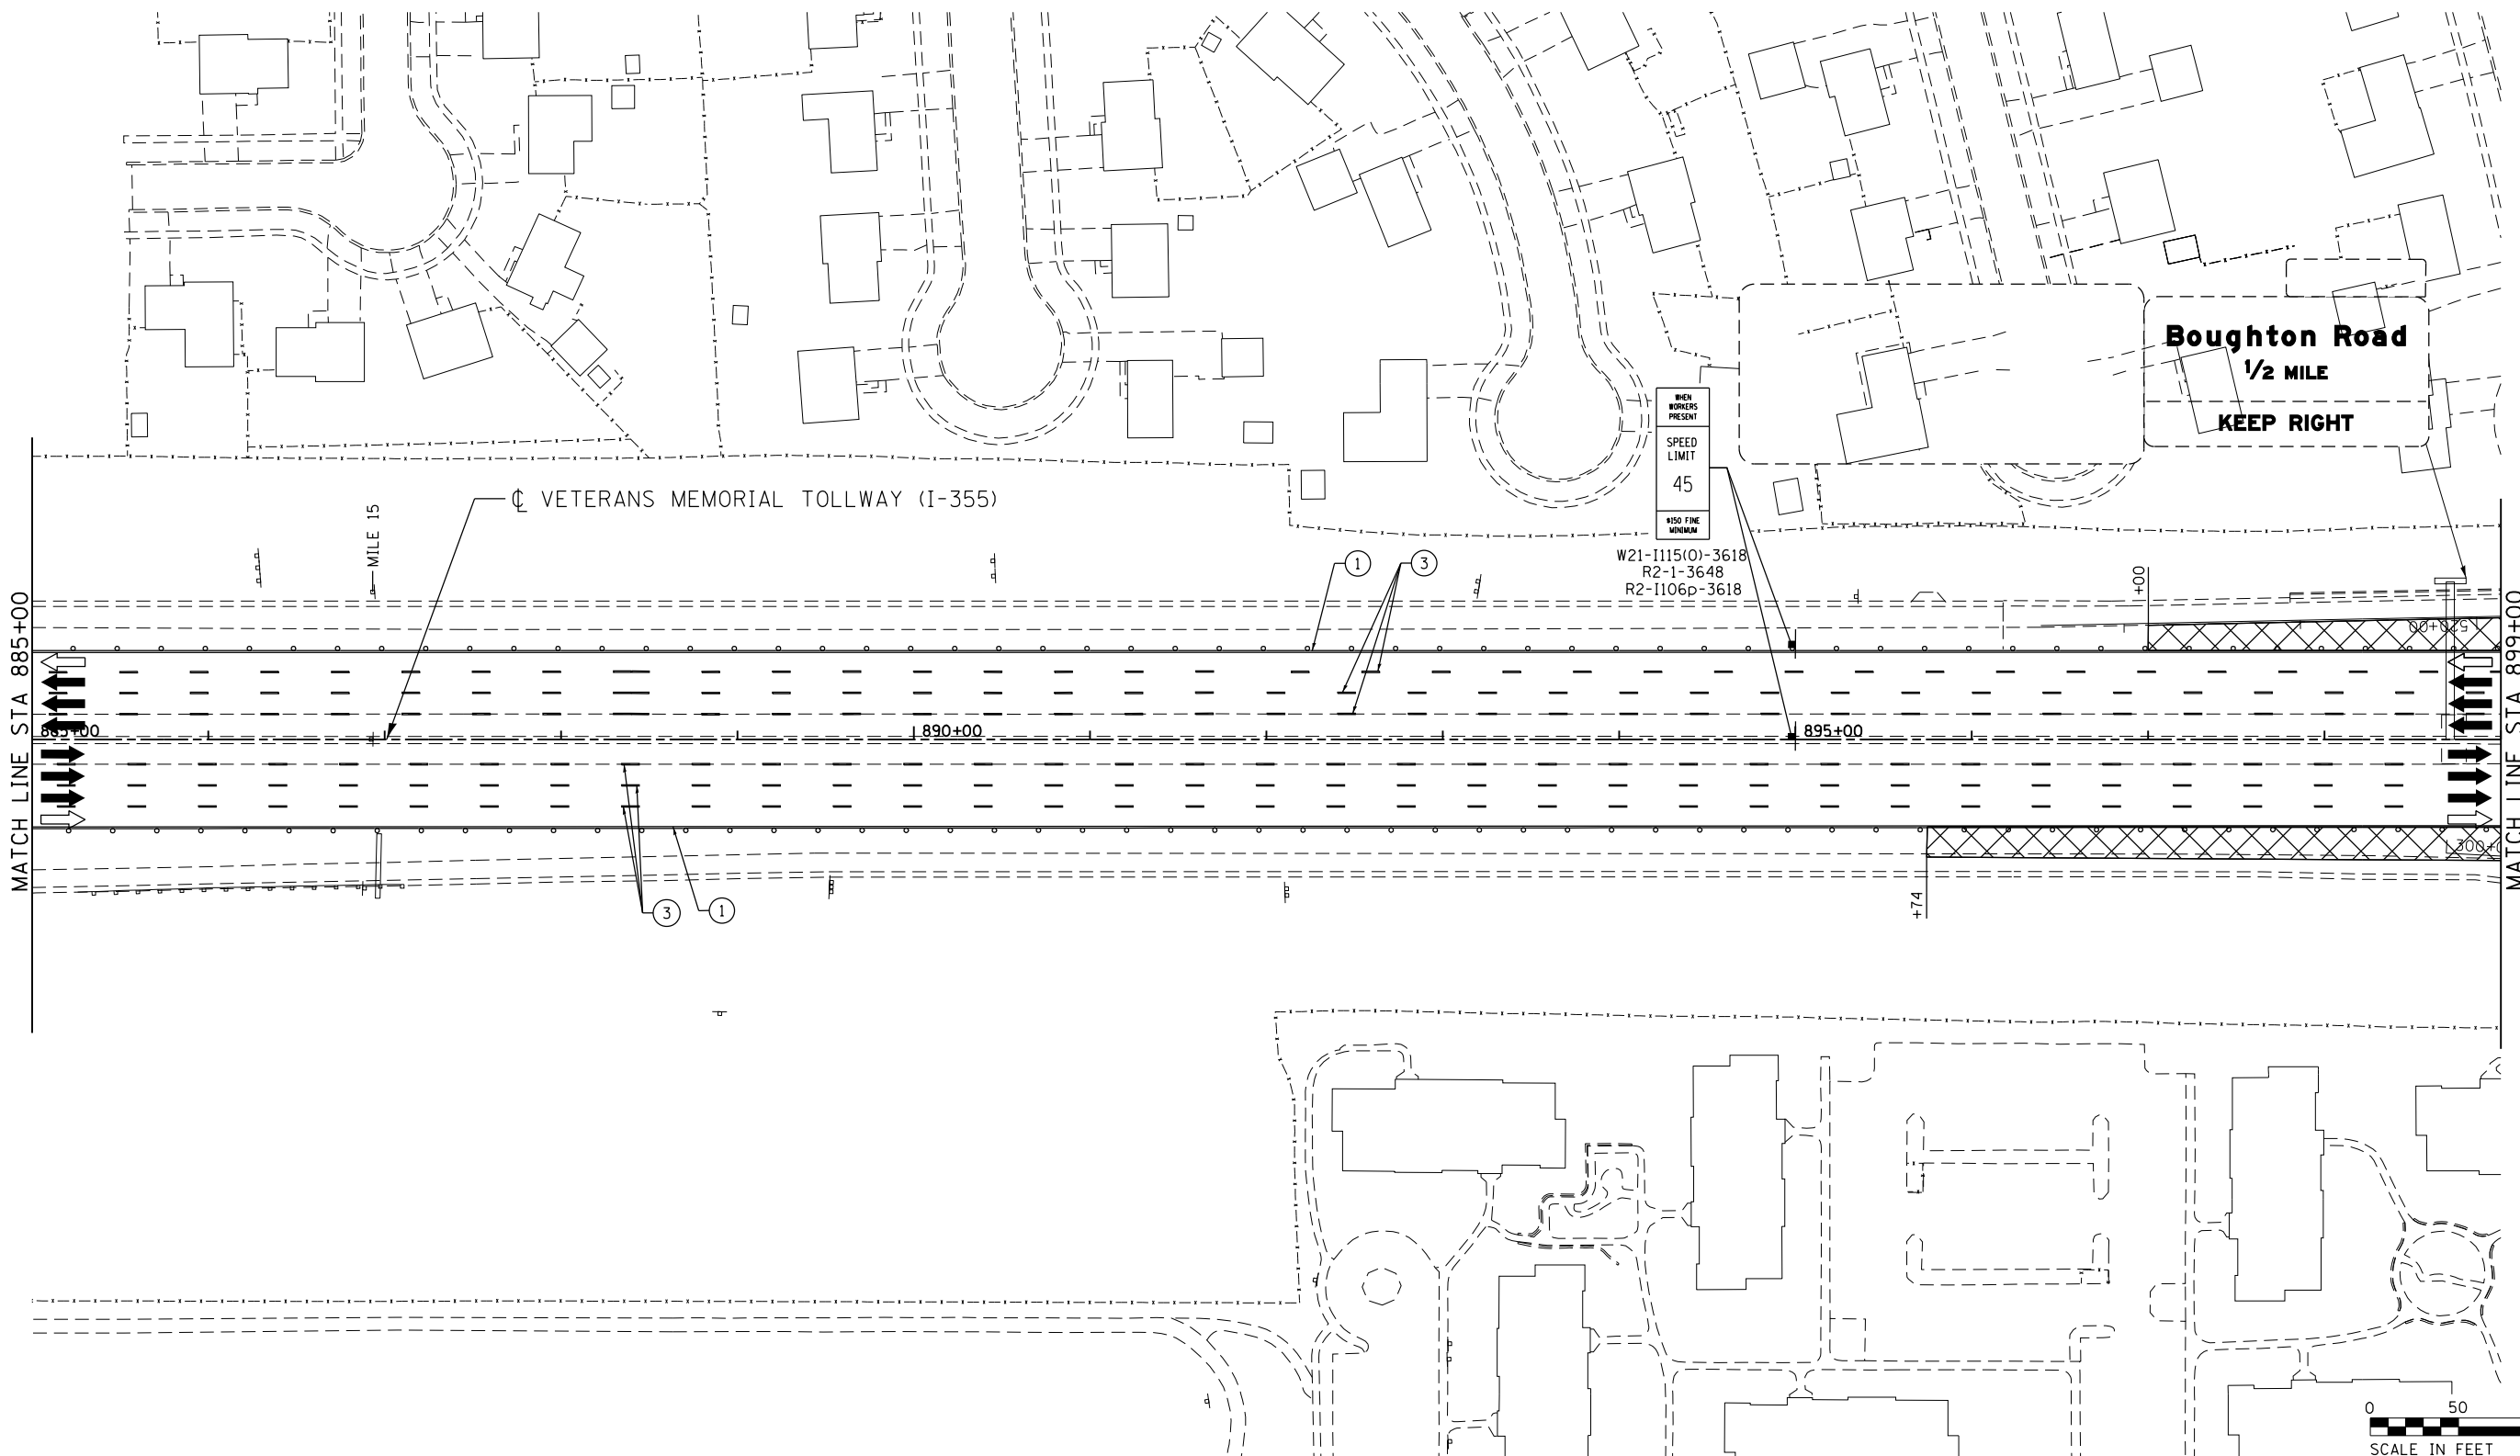 Boughton Road
1/2 MILE
KEEP RIGHT
WHEN
WORKERS
PRESENT
SPEED
LIMIT
45
$150 FINE
MINIMUM
W21-I115(O)-3618
R2-1-3648
R2-I106p-3618
℄ VETERANS MEMORIAL TOLLWAY (I-355)
MILE 15
1
3
+00
520+00
MATCH LINE STA 885+00
MATCH LINE STA 899+00
885+00
890+00
895+00
3
1
+74
0 50
SCALE IN FEET